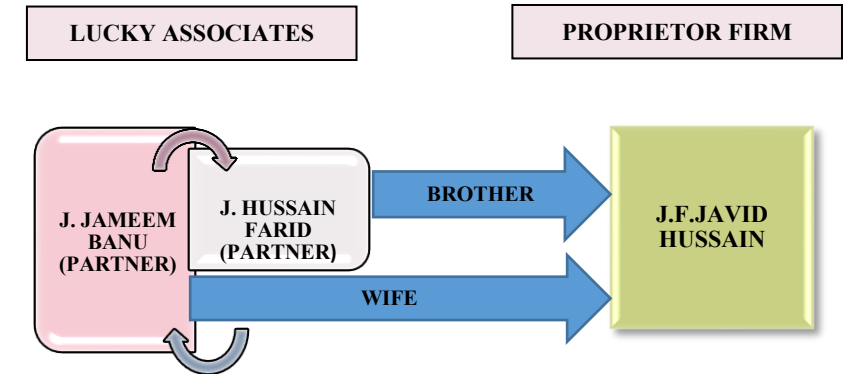 LUCKY ASSOCIATES
PROPRIETOR FIRM
J. JAMEEM
BANU
(PARTNER)
J. HUSSAIN
FARID
(PARTNER)
BROTHER
WIFE
J.F.JAVID
HUSSAIN